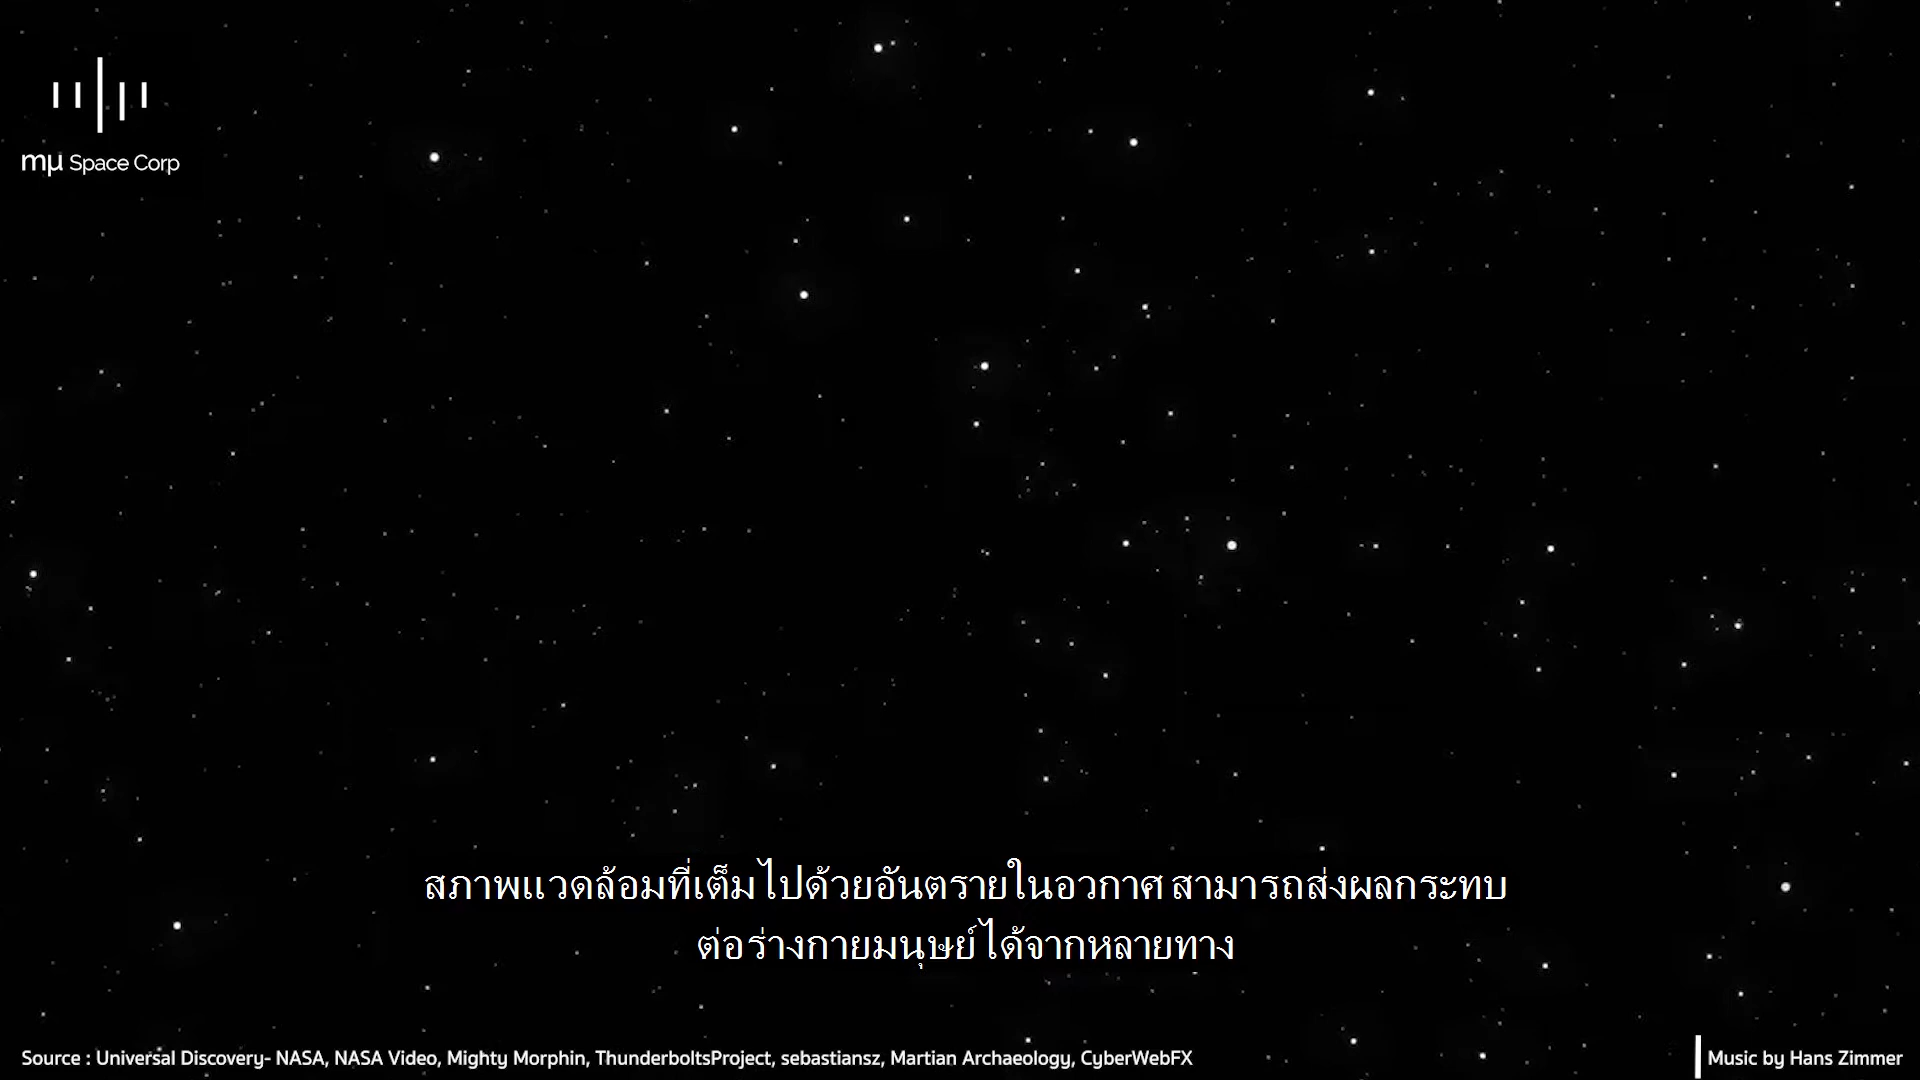 mµ Space Corp
สภาพแวดล้อมที่เต็มไปด้วยอันตรายในอวกาศ สามารถส่งผลกระทบ
ต่อร่างกายมนุษย์ได้จากหลายทาง
Source : Universal Discovery- NASA, NASA Video, Mighty Morphin, ThunderboltsProject, sebastiansz, Martian Archaeology, CyberWebFX
Music by Hans Zimmer